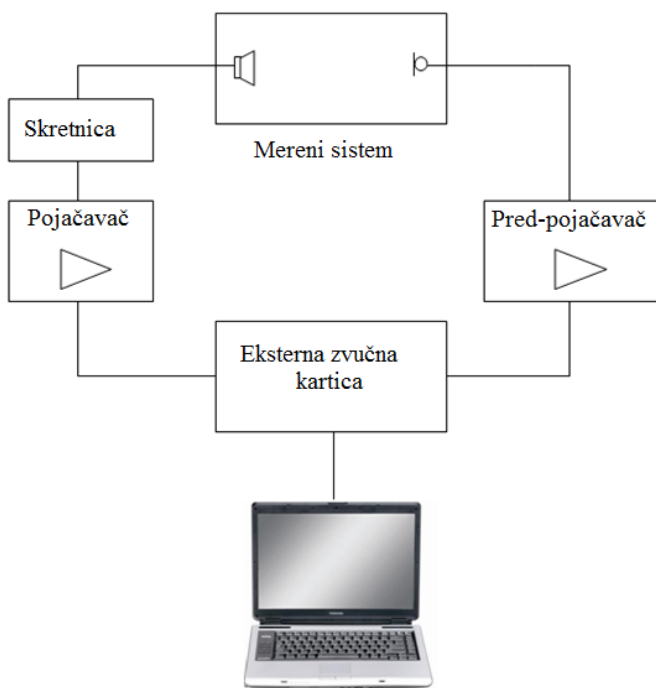 Skretnica
Mereni sistem
Pojačavač
Pred-pojačavač
Eksterna zvučna
kartica